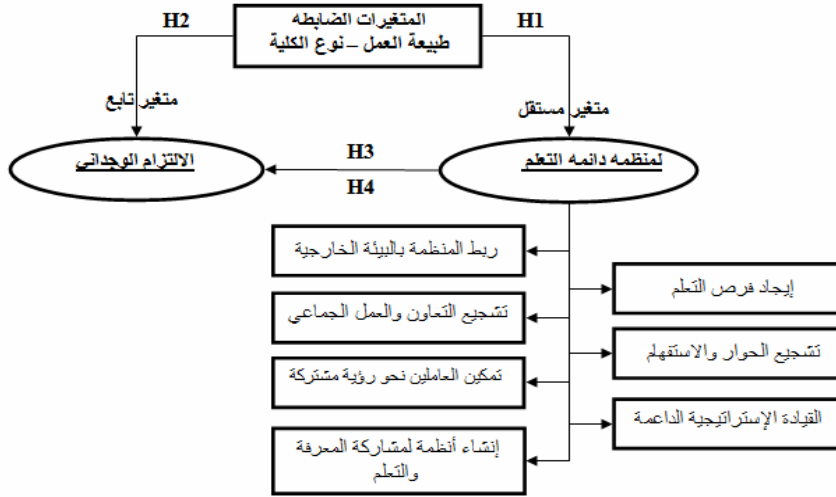 المتغيرات الضابطه
طبيعة العمل – نوع الكلية
H1
H2
متغير مستقل
متغير تابع
لمنظمه دائمه التعلم
الالتزام الوجداني
H3
H4
ربط المنظمة بالبيئة الخارجية
إيجاد فرص التعلم
تشجيع التعاون والعمل الجماعي
تشجيع الحوار والاستفهام
تمكين العاملين نحو رؤية مشتركة
القيادة الإستراتيجية الداعمة
إنشاء أنظمة لمشاركة المعرفة
والتعلم